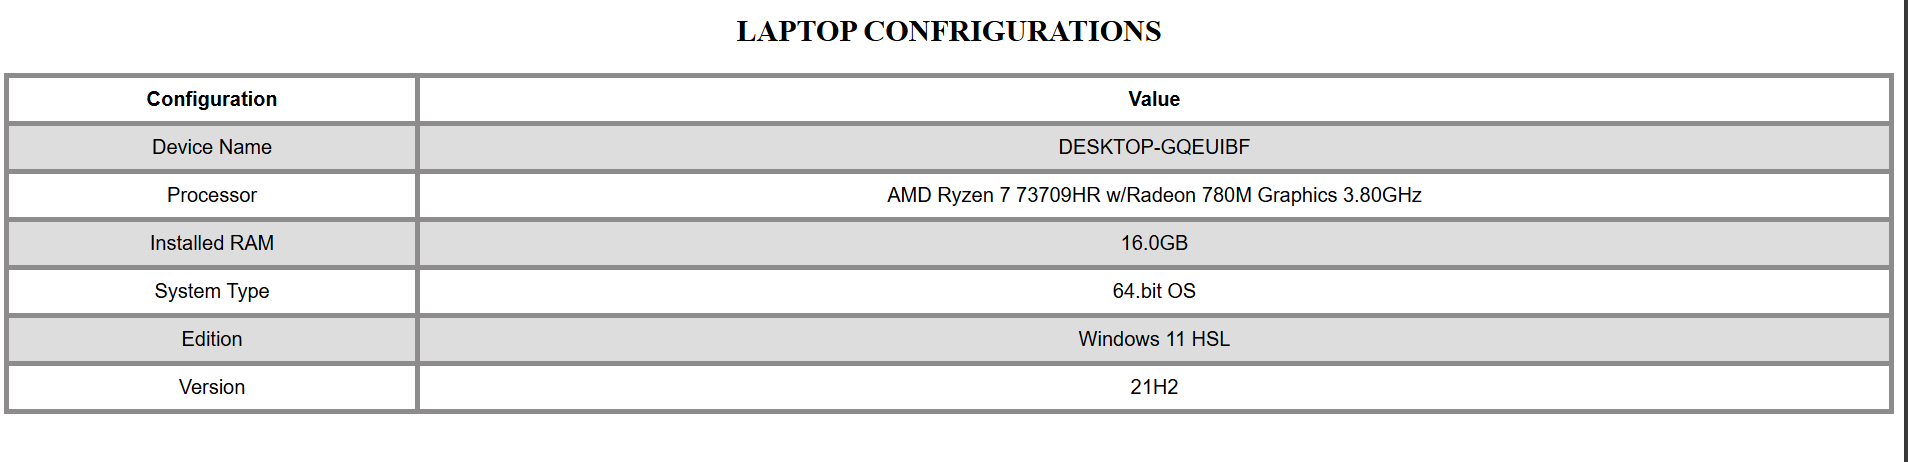 LAPTOP CONFRIGURATIONS
Configuration Value
Device Name DESKTOP-GQEUIBF
Processor AMD Ryzen 7 73709HR w/Radeon 780M Graphics 3.80GHz
Installed RAM 16.0GB
System Type 64.bit OS
Edition Windows 11 HSL
Version 21H2